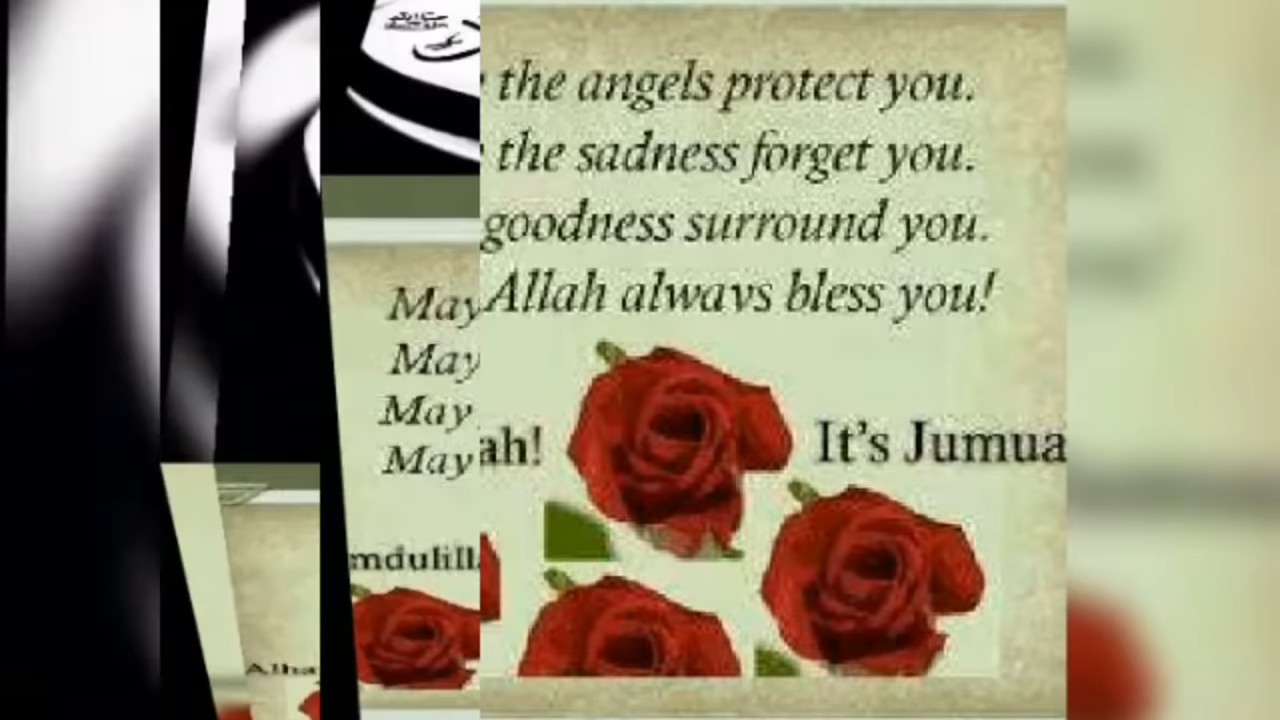 the angels protect you.
the sadness forget you.
goodness surround you.
Allah always bless you!
May
May
May
May
ah! It's Jumua
mdulill
Alha